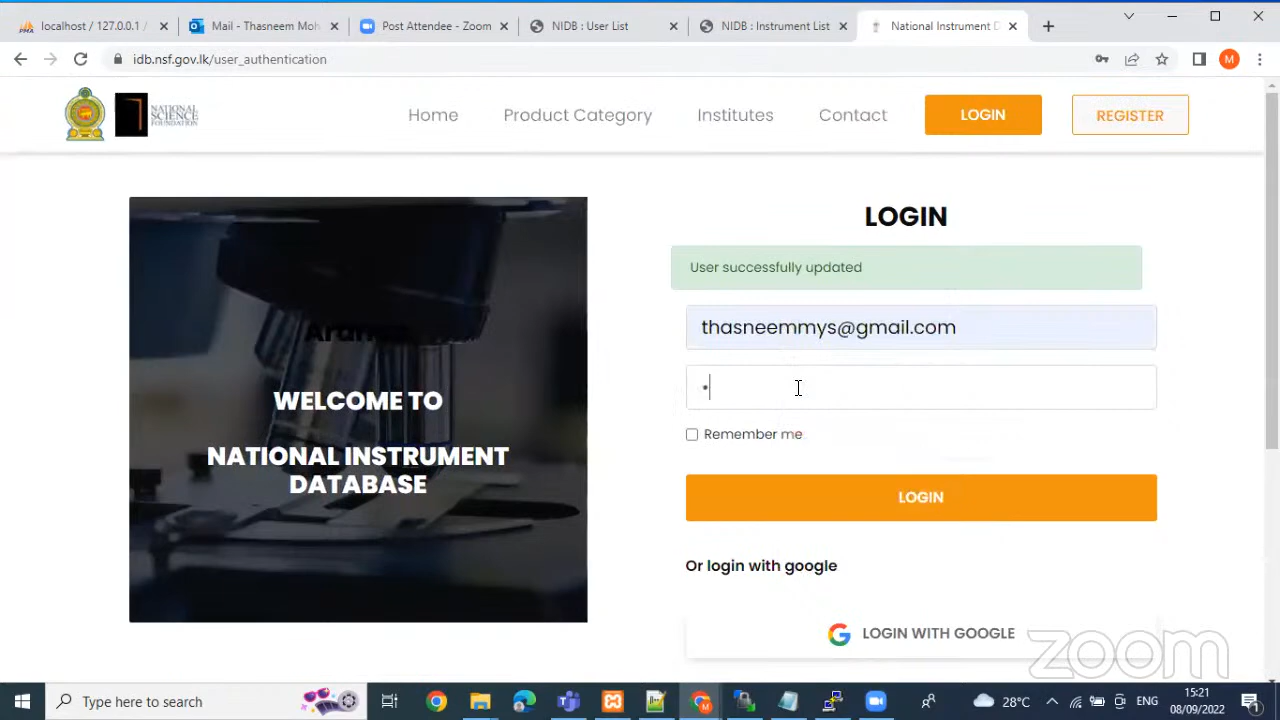 localhost / 127.0.0.1 /
Mail - Thasneem Moh
Post Attendee - Zoom
NIDB : User List
NIDB : Instrument List
National Instrument D
idb.nsf.gov.lk/user_authentication
M
NATIONAL
SCIENCE
FOUNDATION
Home
Product Category
Institutes
Contact
LOGIN
REGISTER
LOGIN
User successfully updated
thasneemmys@gmail.com
Remember me
LOGIN
Or login with google
LOGIN WITH GOOGLE
WELCOME TO
NATIONAL INSTRUMENT
DATABASE
zoom
Type here to search
28°C
ENG
15:21
08/09/2022